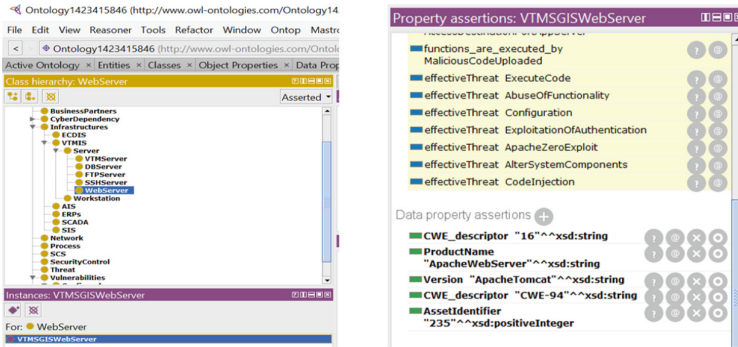 Ontology1423415846 (http://www.owl-ontologies.com/Ontology14
File Edit View Reasoner Tools Refactor Window Ontop Mastro
< > Ontology1423415846 (http://www.owl-ontologies.com/Ontolo
Active Ontology × Entities × Classes × Object Properties × Data Prop
Class hierarchy: WebServer
Asserted
BusinessPartners
CyberDependency
Infrastructures
ECDIS
VTMIS
Server
VTMServer
DBServer
FTPServer
SSHServer
WebServer
Workstation
AIS
ERPs
SCADA
SIS
Network
Process
SCS
SecurityControl
Threat
Vulnerabilities
Instances: VTMSGISWebServer
For: WebServer
VTMSGISWebServer
Property assertions: VTMSGISWebServer
functions_are_executed_by
MaliciousCodeUploaded
effectiveThreat ExecuteCode
effectiveThreat AbuseOfFunctionality
effectiveThreat Configuration
effectiveThreat ExploitationOfAuthentication
effectiveThreat ApacheZeroExploit
effectiveThreat AlterSystemComponents
effectiveThreat CodeInjection
Data property assertions
CWE_descriptor "16"^^xsd:string
ProductName
"ApacheWebServer"^^xsd:string
Version "ApacheTomcat"^^xsd:string
CWE_descriptor "CWE-94"^^xsd:string
AssetIdentifier
"235"^^xsd:positiveInteger